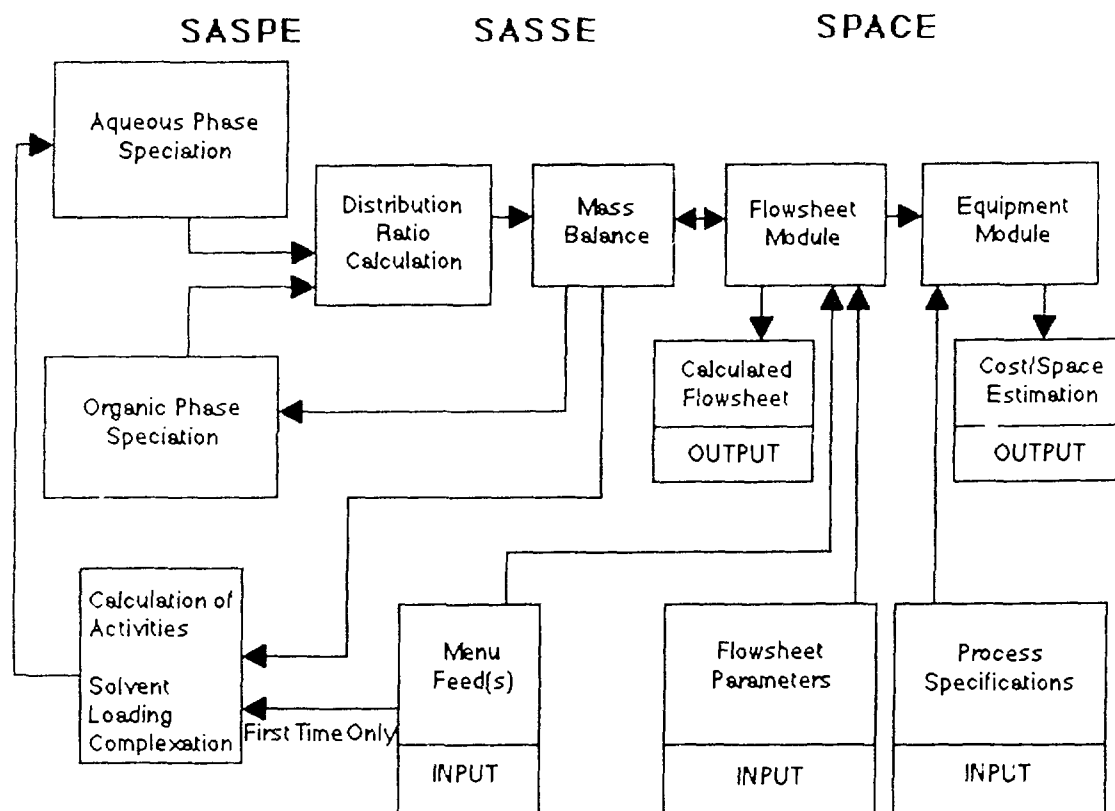 SASPE SASSE SPACE
Aqueous Phase
Speciation
Distribution
Ratio
Calculation
Mass
Balance
Flowsheet
Module
Equipment
Module
Organic Phase
Speciation
Calculated
Flowsheet
OUTPUT
Cost/Space
Estimation
OUTPUT
Calculation of
Activities
Solvent
Loading
Complexation
First Time Only
Menu
Feed(s)
INPUT
Flowsheet
Parameters
INPUT
Process
Specifications
INPUT